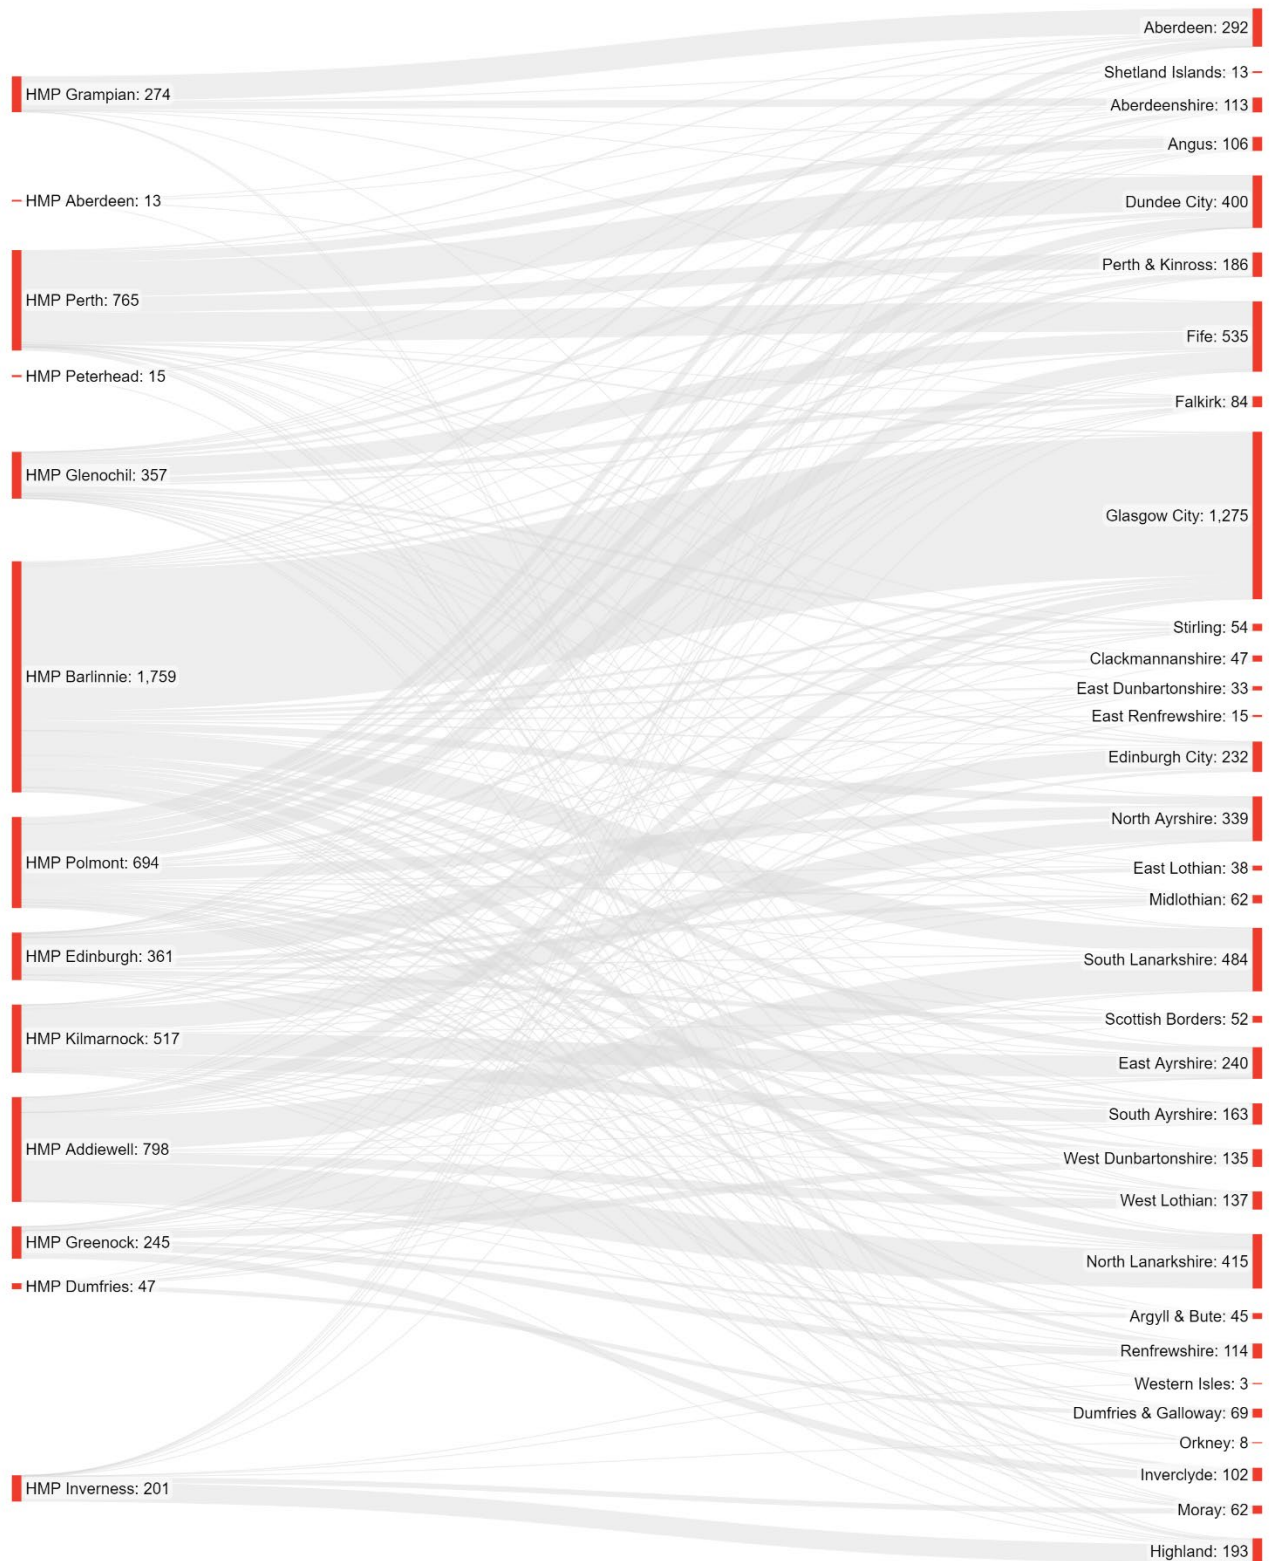 HMP Grampian: 274
HMP Aberdeen: 13
HMP Perth: 765
HMP Peterhead: 15
HMP Glenochil: 357
HMP Barlinnie: 1,759
HMP Polmont: 694
HMP Edinburgh: 361
HMP Kilmarnock: 517
HMP Addiewell: 798
HMP Greenock: 245
HMP Dumfries: 47
HMP Inverness: 201
Aberdeen: 292
Shetland Islands: 13
Aberdeenshire: 113
Angus: 106
Dundee City: 400
Perth & Kinross: 186
Fife: 535
Falkirk: 84
Glasgow City: 1,275
Stirling: 54
Clackmannanshire: 47
East Dunbartonshire: 33
East Renfrewshire: 15
Edinburgh City: 232
North Ayrshire: 339
East Lothian: 38
Midlothian: 62
South Lanarkshire: 484
Scottish Borders: 52
East Ayrshire: 240
South Ayrshire: 163
West Dunbartonshire: 135
West Lothian: 137
North Lanarkshire: 415
Argyll & Bute: 45
Renfrewshire: 114
Western Isles: 3
Dumfries & Galloway: 69
Orkney: 8
Inverclyde: 102
Moray: 62
Highland: 193